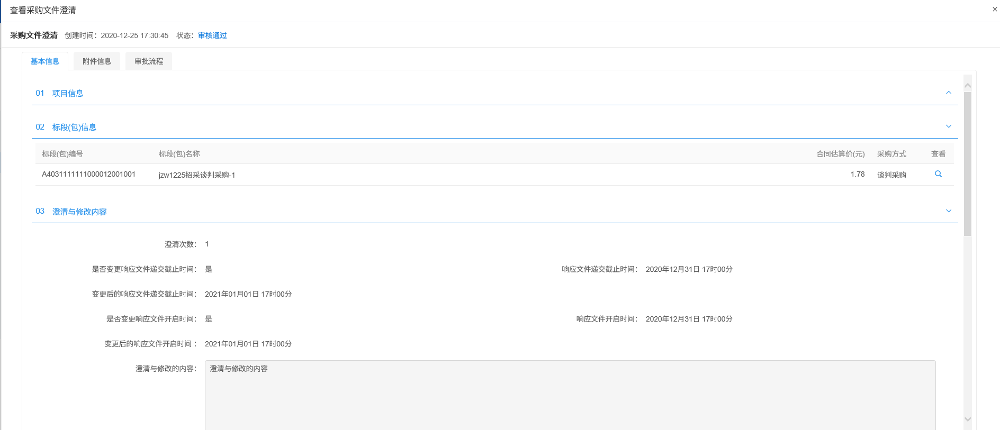 查看采购文件澄清
采购文件澄清 创建时间：2020-12-25 17:30:45 状态：审核通过
基本信息 附件信息 审批流程
01 项目信息
02 标段(包)信息
标段(包)编号 标段(包)名称 合同估算价(元) 采购方式 查看
A4031111111000012001001 jzw1225招采谈判采购-1 1.78 谈判采购
03 澄清与修改内容
澄清次数： 1
是否变更响应文件递交截止时间： 是 响应文件递交截止时间： 2020年12月31日 17时00分
变更后的响应文件递交截止时间： 2021年01月01日 17时00分
是否变更响应文件开启时间： 是 响应文件开启时间： 2020年12月31日 17时00分
变更后的响应文件开启时间： 2021年01月01日 17时00分
澄清与修改的内容： 澄清与修改的内容